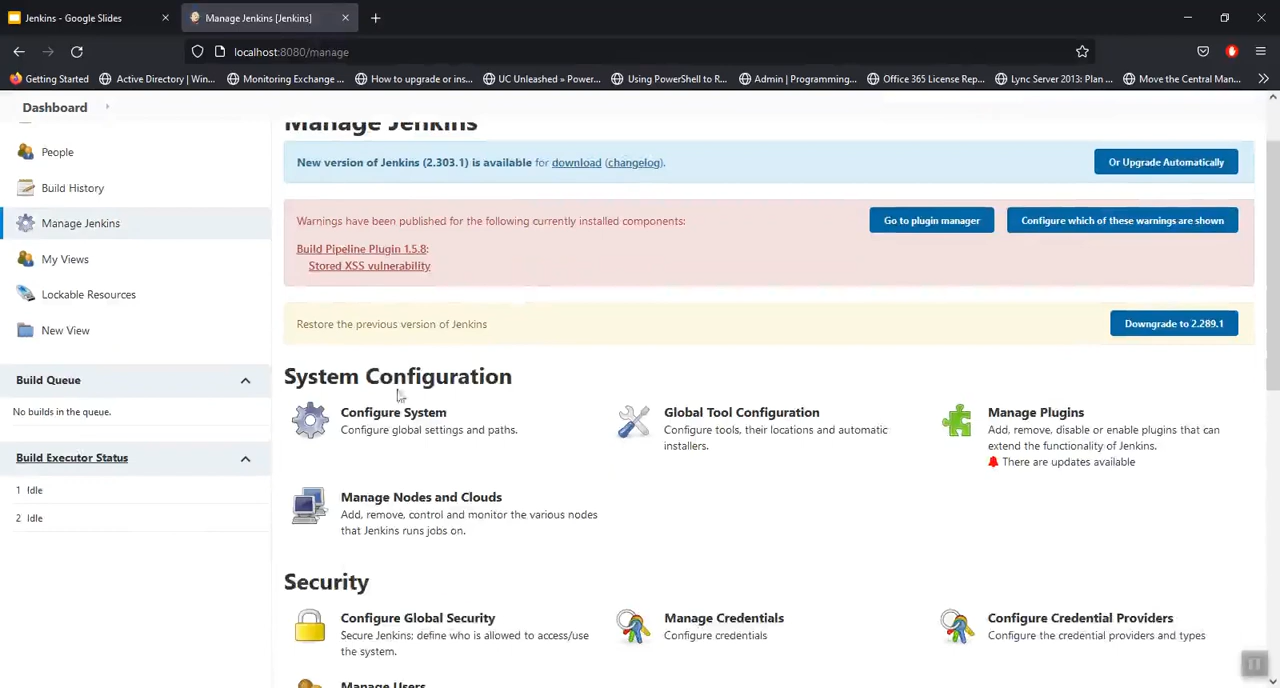 Jenkins - Google Slides
Manage Jenkins [Jenkins]
localhost:8080/manage
Getting Started
Active Directory | Win...
Monitoring Exchange ...
How to upgrade or ins...
UC Unleashed » Power...
Using PowerShell to R...
Admin | Programming...
Office 365 License Rep...
Lync Server 2013: Plan ...
Move the Central Man...
Dashboard
People
Build History
Manage Jenkins
My Views
Lockable Resources
New View
Build Queue
No builds in the queue.
Build Executor Status
1 Idle
2 Idle
Manage Jenkins
New version of Jenkins (2.303.1) is available for download (changelog).
Or Upgrade Automatically
Warnings have been published for the following currently installed components:
Go to plugin manager
Configure which of these warnings are shown
Build Pipeline Plugin 1.5.8:
Stored XSS vulnerability
Restore the previous version of Jenkins
Downgrade to 2.289.1
System Configuration
Configure System
Configure global settings and paths.
Global Tool Configuration
Configure tools, their locations and automatic
installers.
Manage Plugins
Add, remove, disable or enable plugins that can
extend the functionality of Jenkins.
There are updates available
Manage Nodes and Clouds
Add, remove, control and monitor the various nodes
that Jenkins runs jobs on.
Security
Configure Global Security
Secure Jenkins; define who is allowed to access/use
the system.
Manage Credentials
Configure credentials
Configure Credential Providers
Configure the credential providers and types
Manage Users